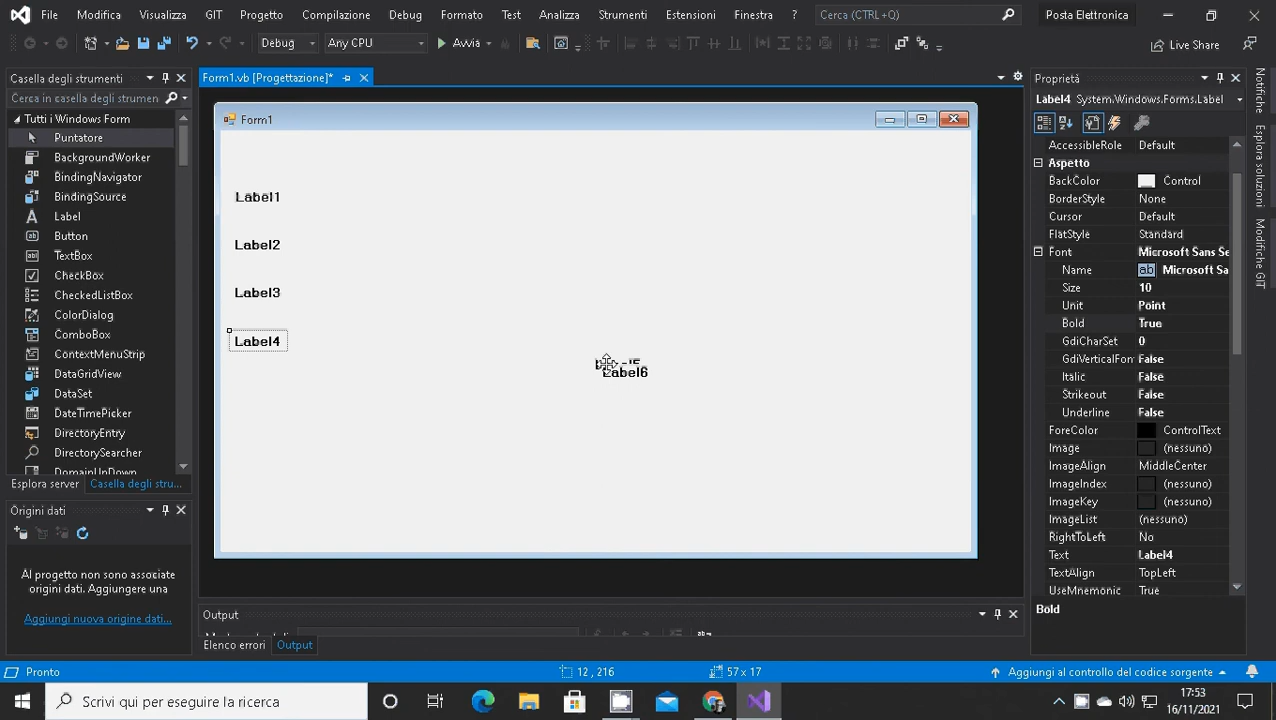 File Modifica Visualizza GIT Progetto Compilazione Debug Formato Test Analizza Strumenti Estensioni Finestra ? Cerca (CTRL+Q) Posta Elettronica
Debug Any CPU Avvia Live Share
Casella degli strumenti
Cerca in casella degli strumen
Tutti i Windows Form
Puntatore
BackgroundWorker
BindingNavigator
BindingSource
Label
Button
TextBox
CheckBox
CheckedListBox
ColorDialog
ComboBox
ContextMenuStrip
DataGridView
DataSet
DateTimePicker
DirectoryEntry
DirectorySearcher
DomainUpDown
Esplora server Casella degli stru...
Origini dati
Al progetto non sono associate
origini dati. Aggiungere una
Aggiungi nuova origine dati...
Form1.vb [Progettazione]*
Form1
Label1
Label2
Label3
Label4
Label6
Output
Elenco errori Output
Proprietà
Label4 System.Windows.Forms.Label
AccessibleRole Default
Aspetto
BackColor Control
BorderStyle None
Cursor Default
FlatStyle Standard
Font Microsoft Sans Se
Name ab Microsoft Sa
Size 10
Unit Point
Bold True
GdiCharSet 0
GdiVerticalFon False
Italic False
Strikeout False
Underline False
ForeColor ControlText
Image (nessuno)
ImageAlign MiddleCenter
ImageIndex (nessuno)
ImageKey (nessuno)
ImageList (nessuno)
RightToLeft No
Text Label4
TextAlign TopLeft
UseMnemonic True
Bold
Notifiche
Esplora soluzioni
Modifiche GIT
Pronto 12 , 216 57 x 17 Aggiungi al controllo del codice sorgente
Scrivi qui per eseguire la ricerca
17:53
16/11/2021